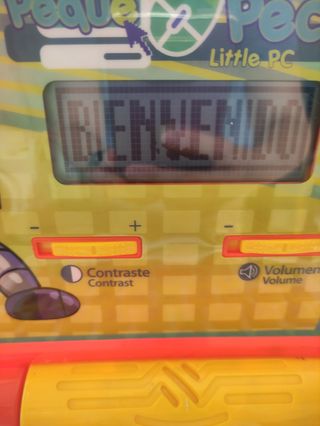 Peque Pec
Little PC
BIENVENIDO
- + -
Contraste
Contrast
Volumen
Volume